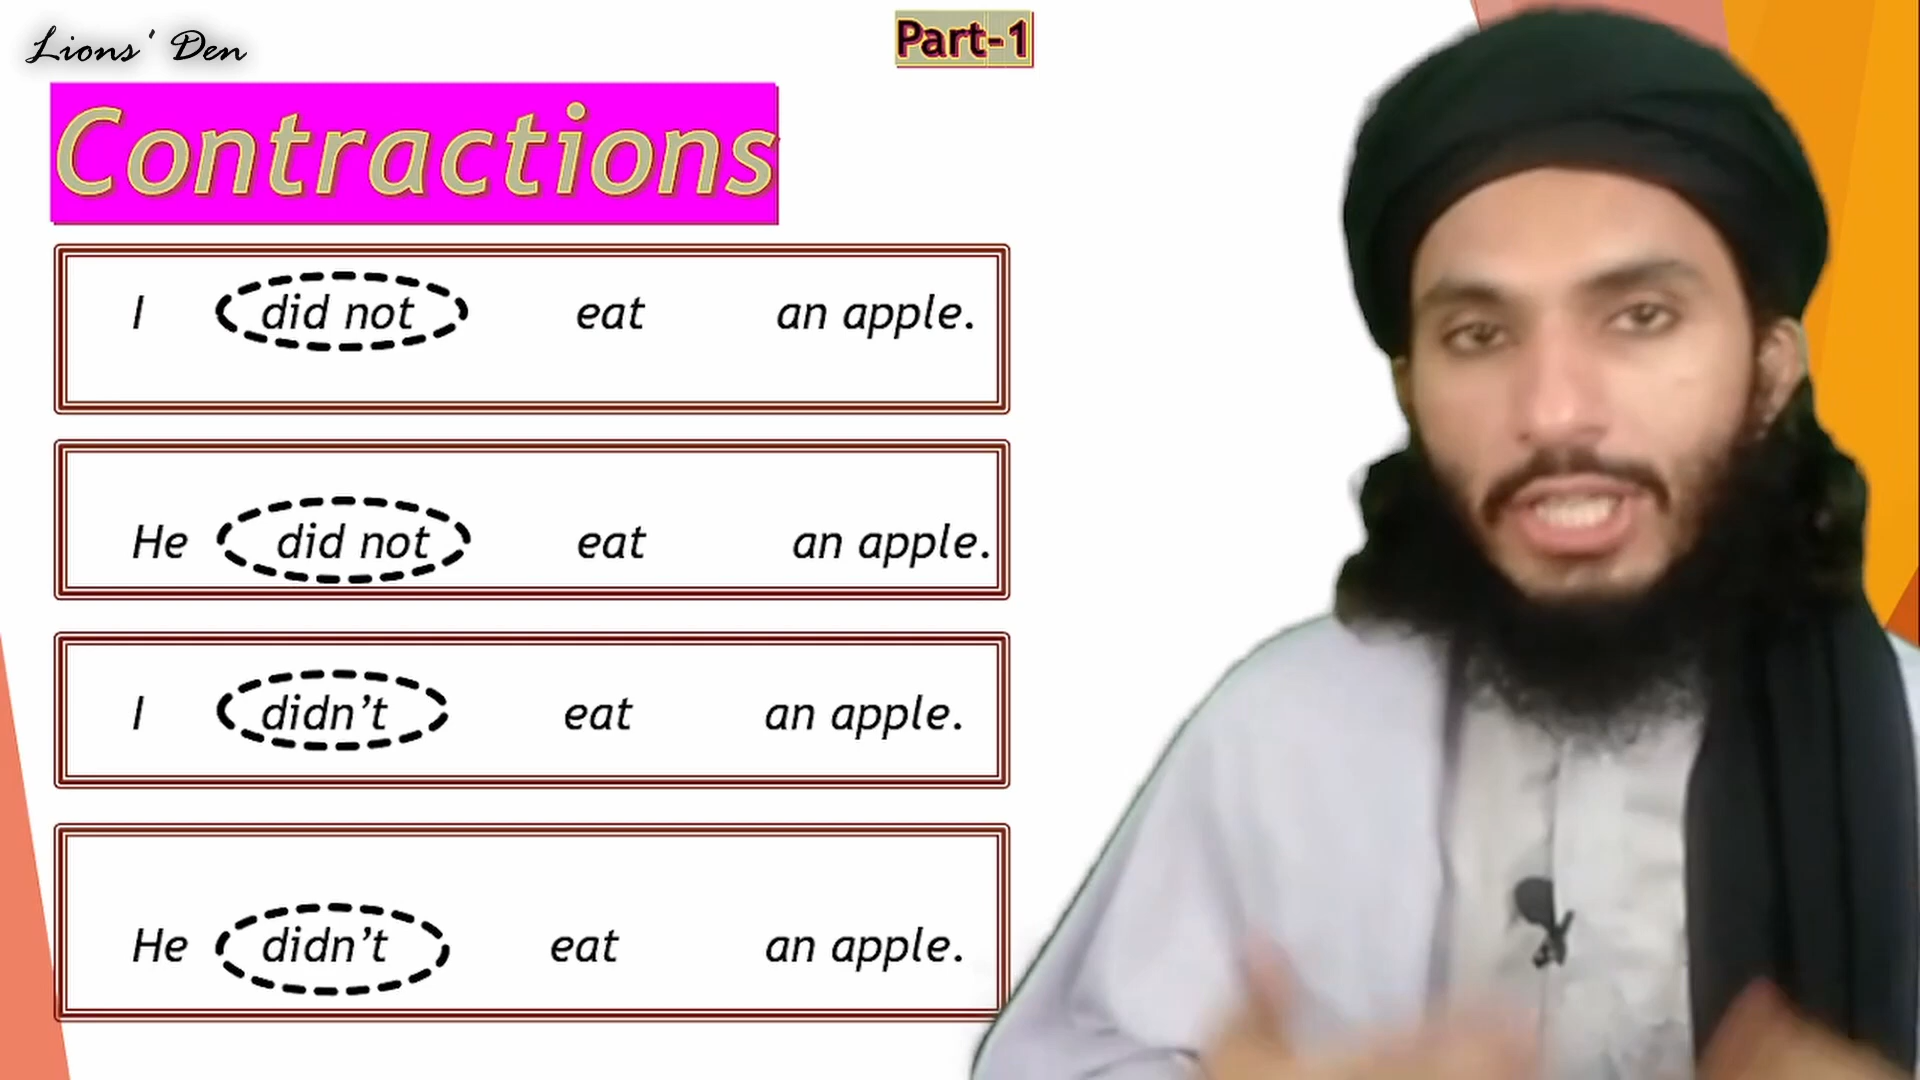 Lions' Den
Part-1
Contractions
I did not eat an apple.
He did not eat an apple.
I didn’t eat an apple.
He didn’t eat an apple.